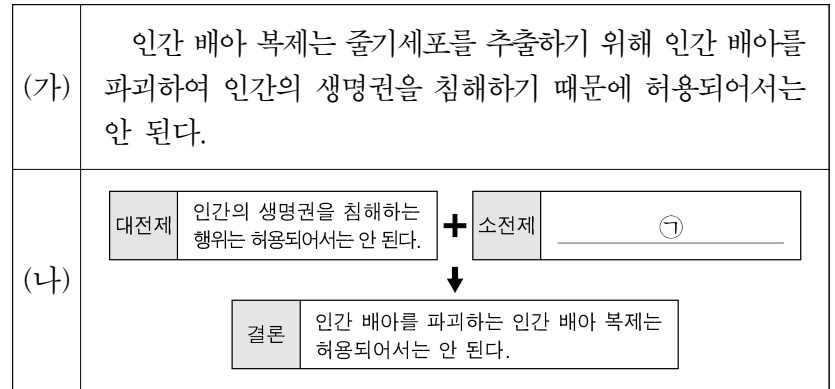 (가)
인간 배아 복제는 줄기세포를 추출하기 위해 인간 배아를
파괴하여 인간의 생명권을 침해하기 때문에 허용되어서는
안 된다.
(나)
대전제
인간의 생명권을 침해하는
행위는 허용되어서는 안 된다.
+
소전제
㉠
결론
인간 배아를 파괴하는 인간 배아 복제는
허용되어서는 안 된다.